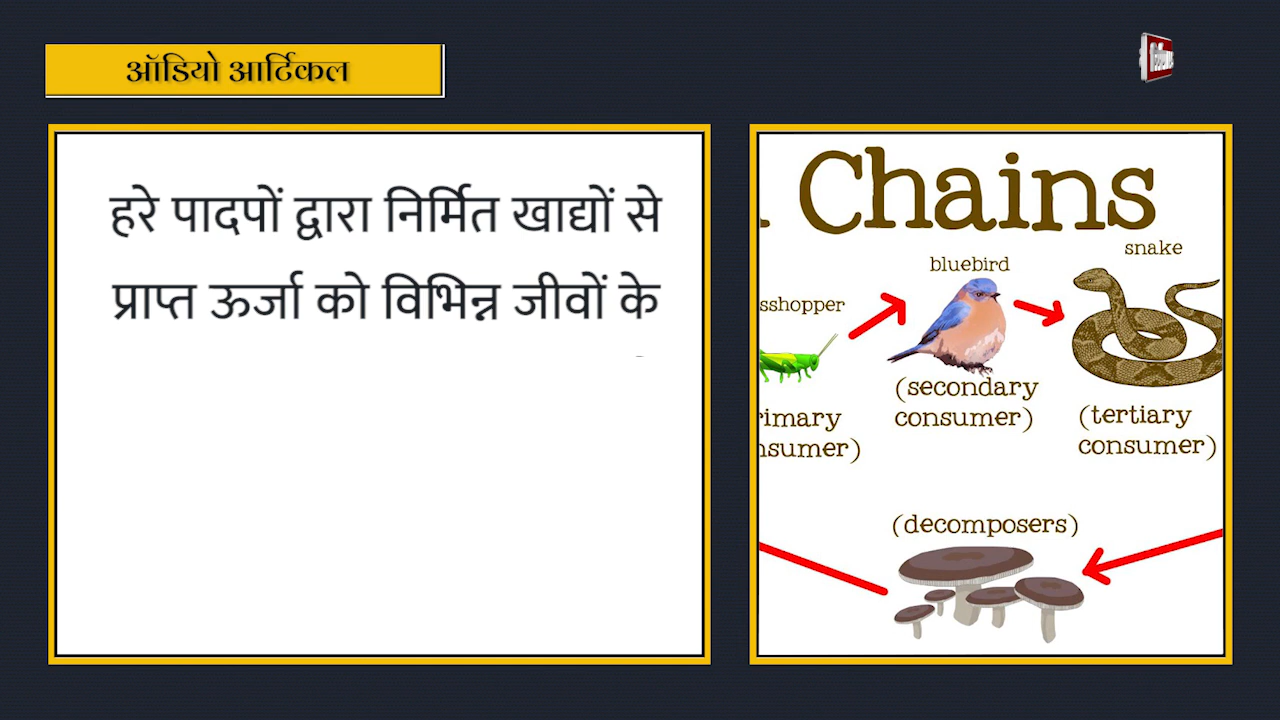 ऑडियो आर्टिकल
हरे पादपों द्वारा निर्मित खाद्यों से
प्राप्त ऊर्जा को विभिन्न जीवों के
Chains
snake
bluebird
sshopper
(secondary
consumer)
rimary
nsumer)
(tertiary
consumer)
(decomposers)